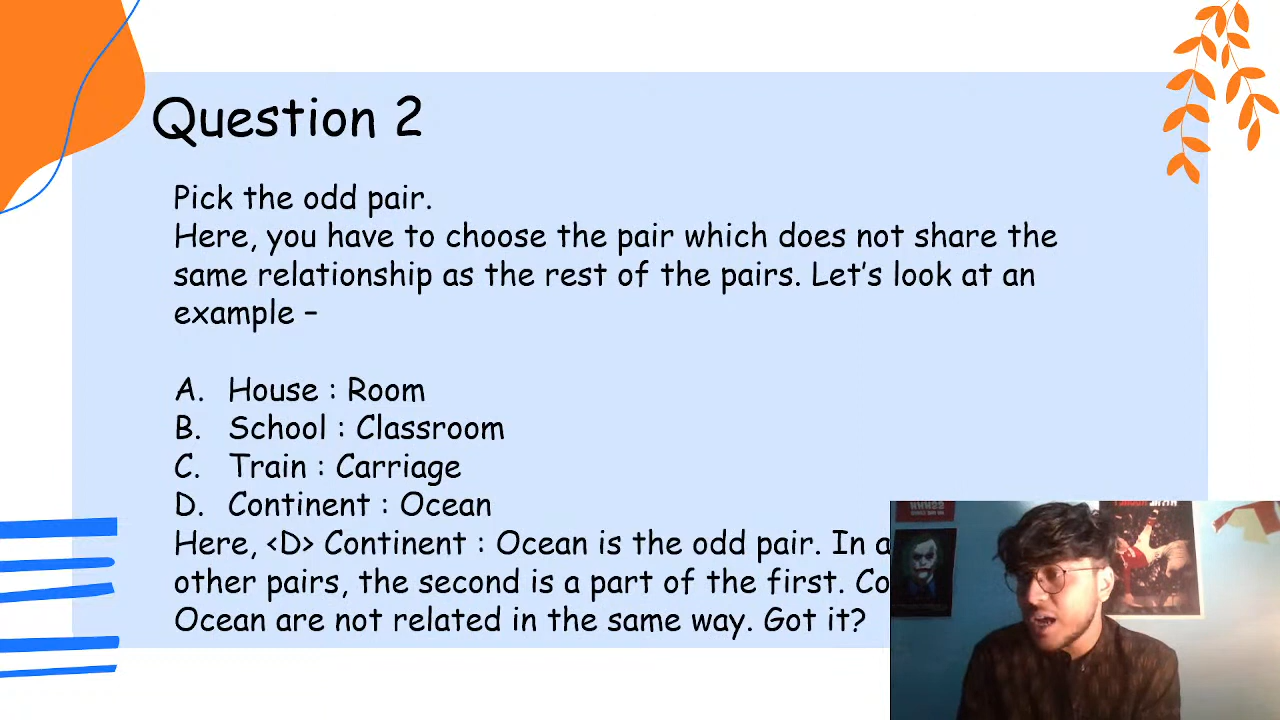 Question 2
Pick the odd pair.
Here, you have to choose the pair which does not share the
same relationship as the rest of the pairs. Let's look at an
example –
A. House : Room
B. School : Classroom
C. Train : Carriage
D. Continent : Ocean
Here, <D> Continent : Ocean is the odd pair. In a
other pairs, the second is a part of the first. Co
Ocean are not related in the same way. Got it?